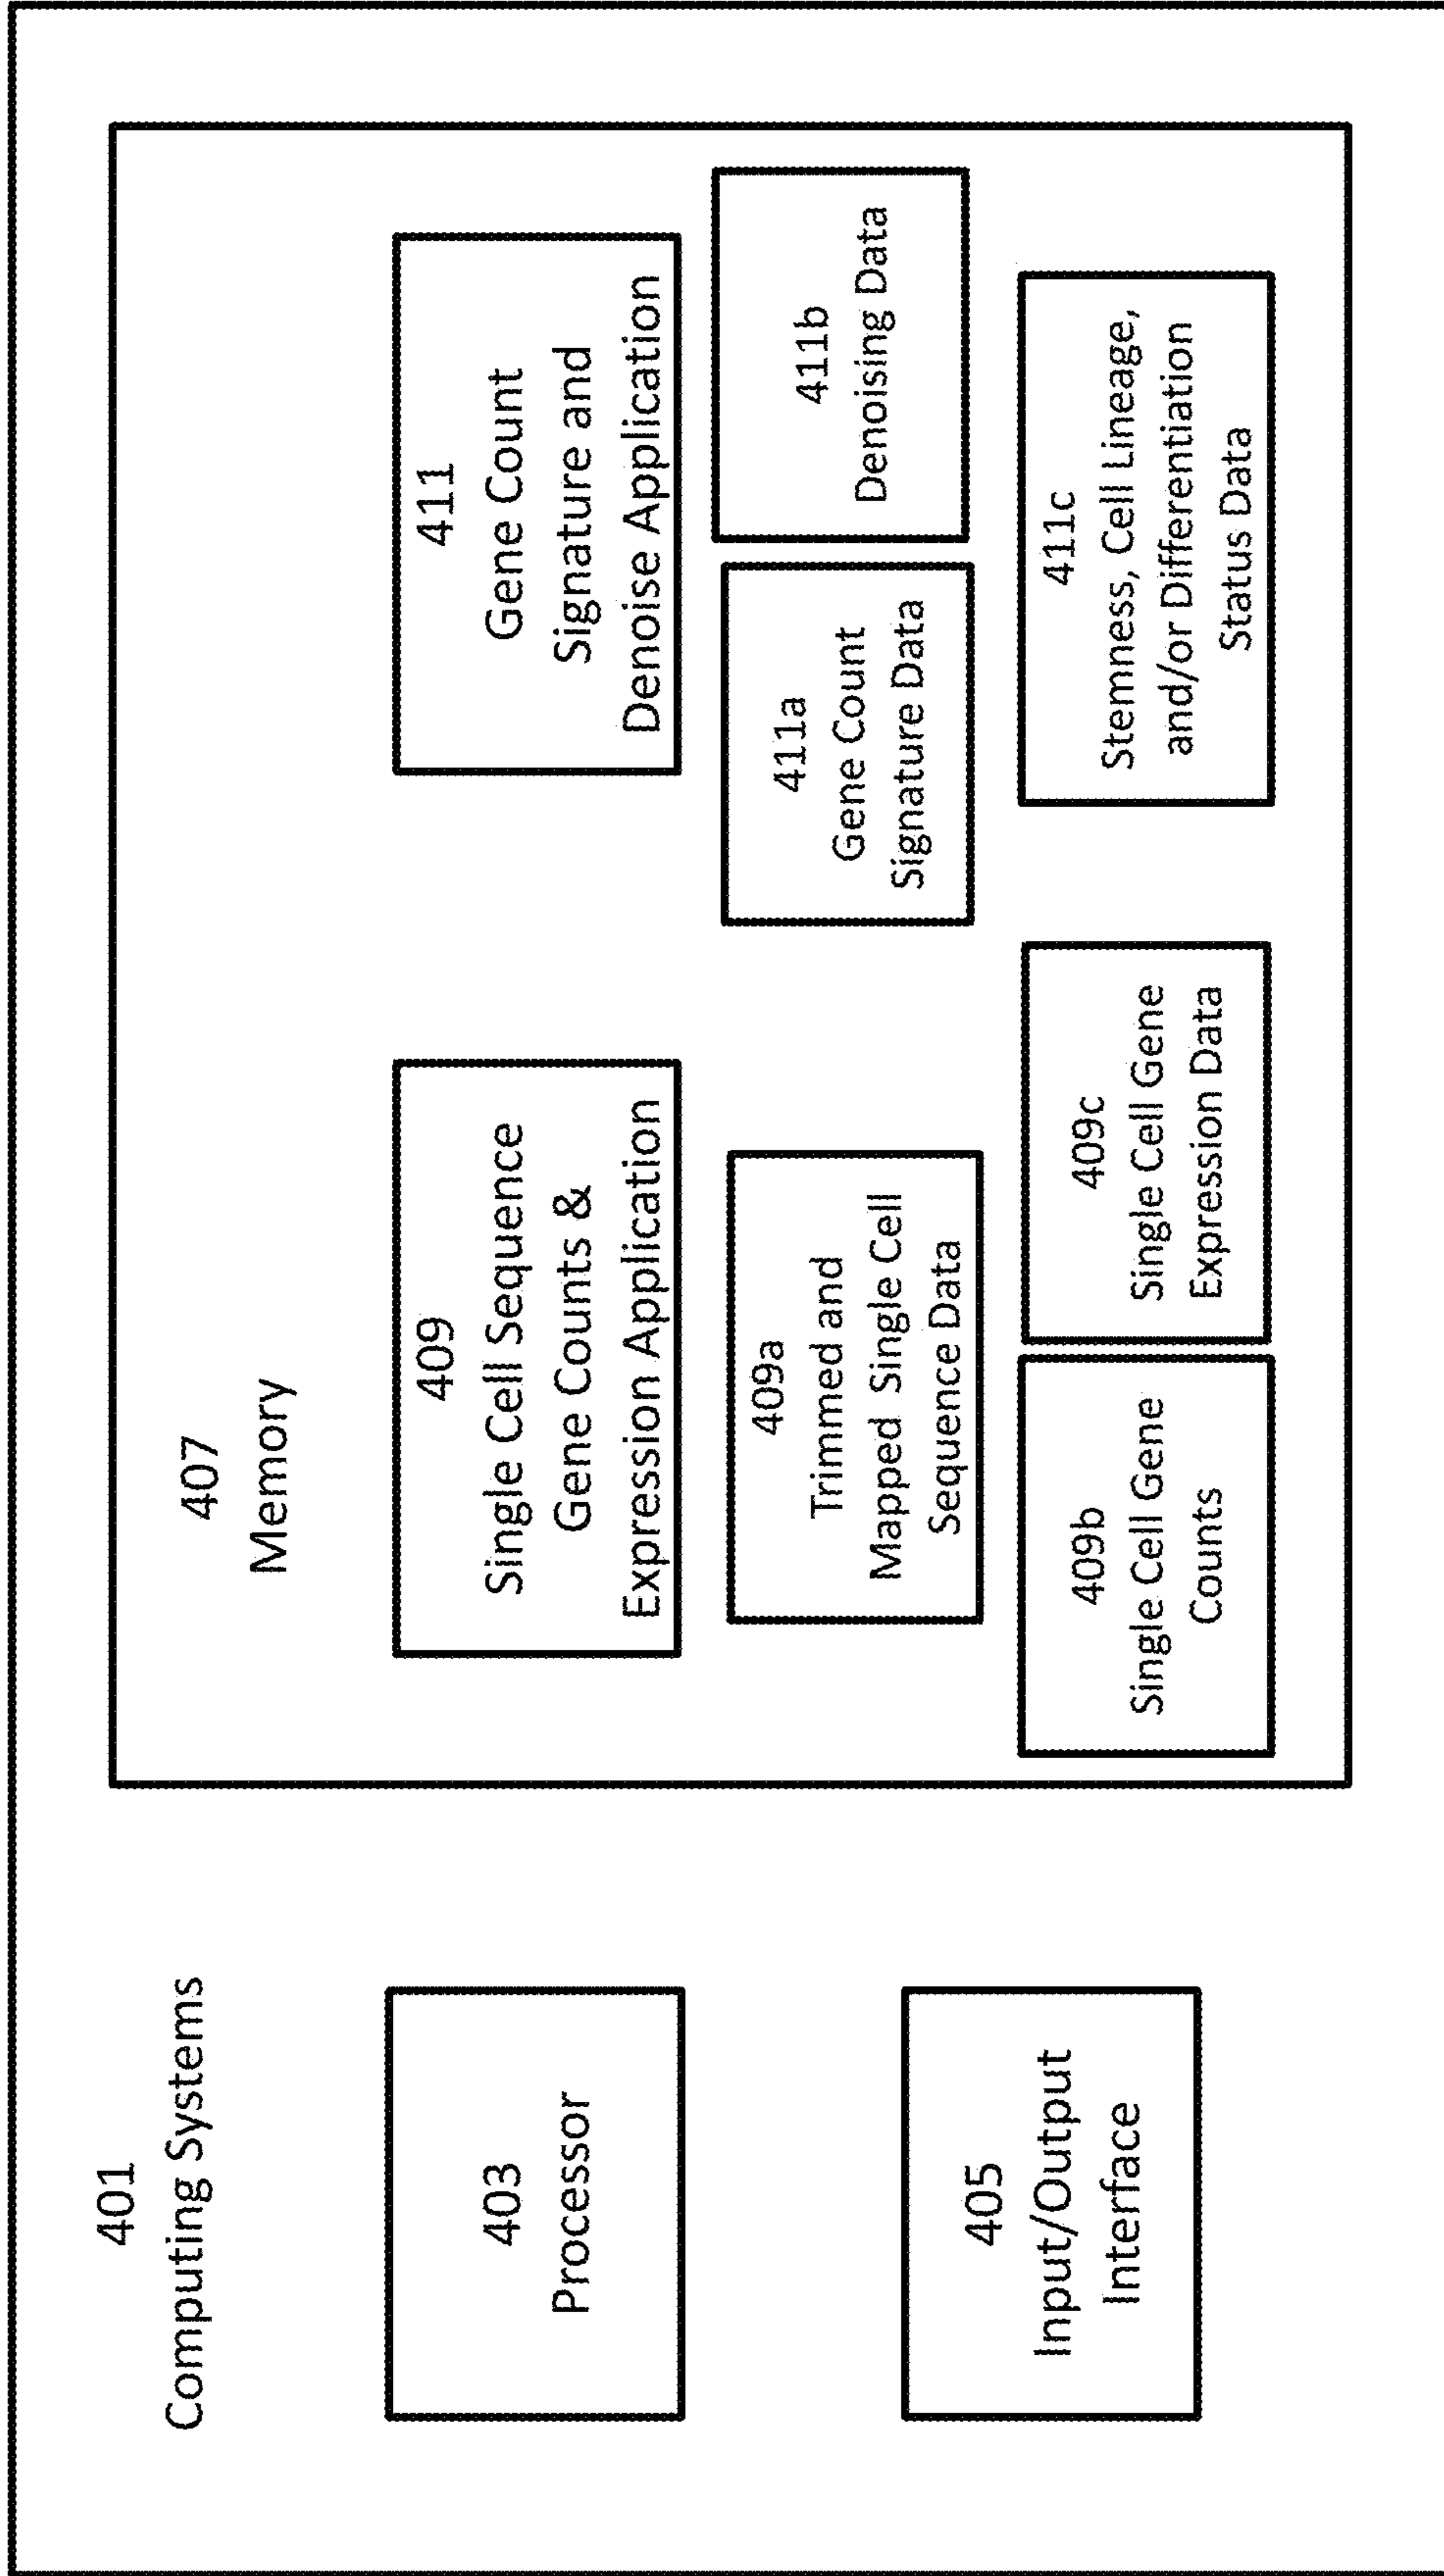 401
Computing Systems
403
Processor
405
Input/Output
Interface
407
Memory
409
Single Cell Sequence
Gene Counts &
Expression Application
409a
Trimmed and
Mapped Single Cell
Sequence Data
409b
Single Cell Gene
Counts
409c
Single Cell Gene
Expression Data
411
Gene Count
Signature and
Denoise Application
411a
Gene Count
Signature Data
411b
Denoising Data
411c
Stemness, Cell Lineage,
and/or Differentiation
Status Data